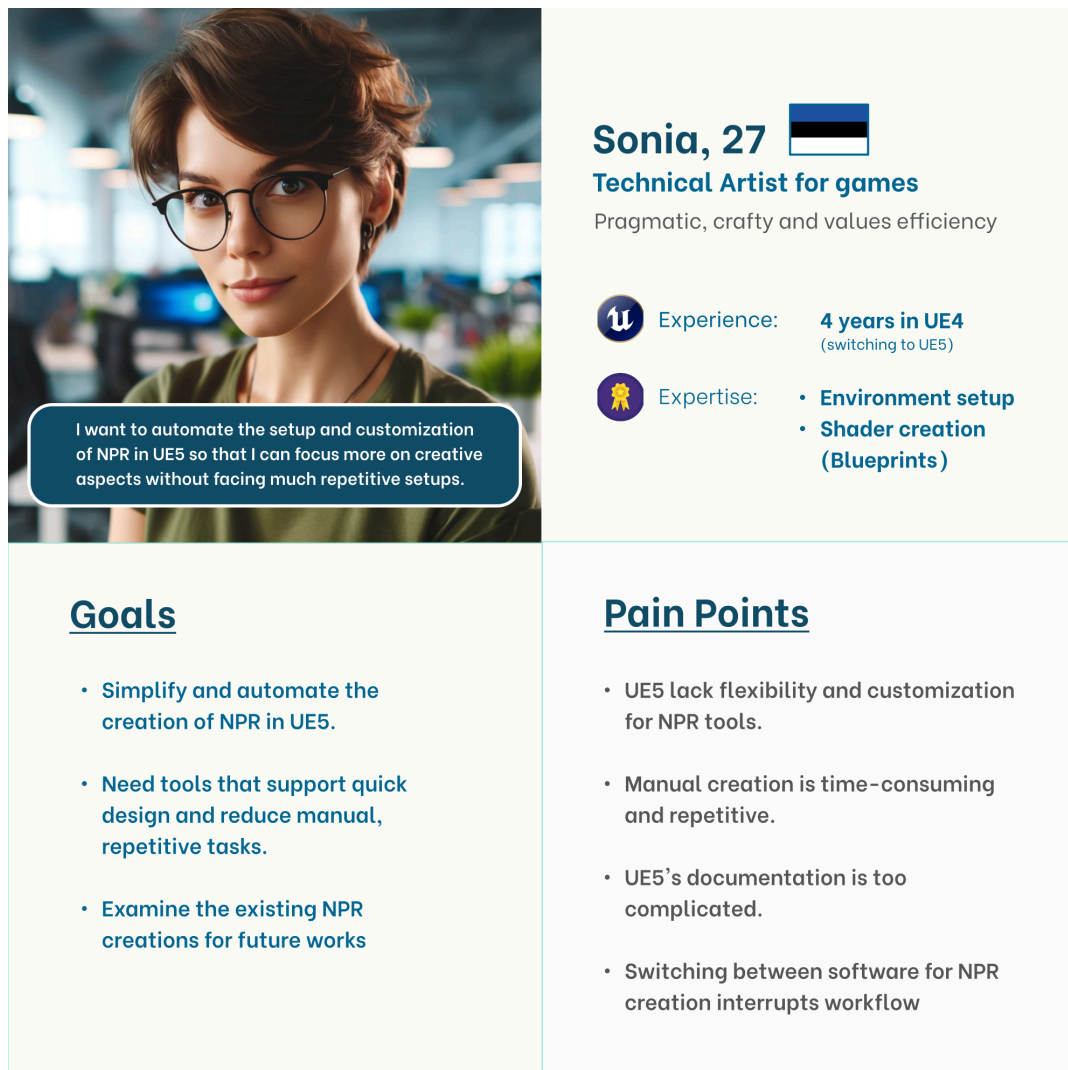 Sonia, 27
Technical Artist for games
Pragmatic, crafty and values efficiency
Experience:
4 years in UE4
(switching to UE5)
Expertise:
• Environment setup
• Shader creation
(Blueprints)
I want to automate the setup and customization
of NPR in UE5 so that I can focus more on creative
aspects without facing much repetitive setups.
Goals
• Simplify and automate the
creation of NPR in UE5.
• Need tools that support quick
design and reduce manual,
repetitive tasks.
• Examine the existing NPR
creations for future works
Pain Points
• UE5 lack flexibility and customization
for NPR tools.
• Manual creation is time-consuming
and repetitive.
• UE5’s documentation is too
complicated.
• Switching between software for NPR
creation interrupts workflow